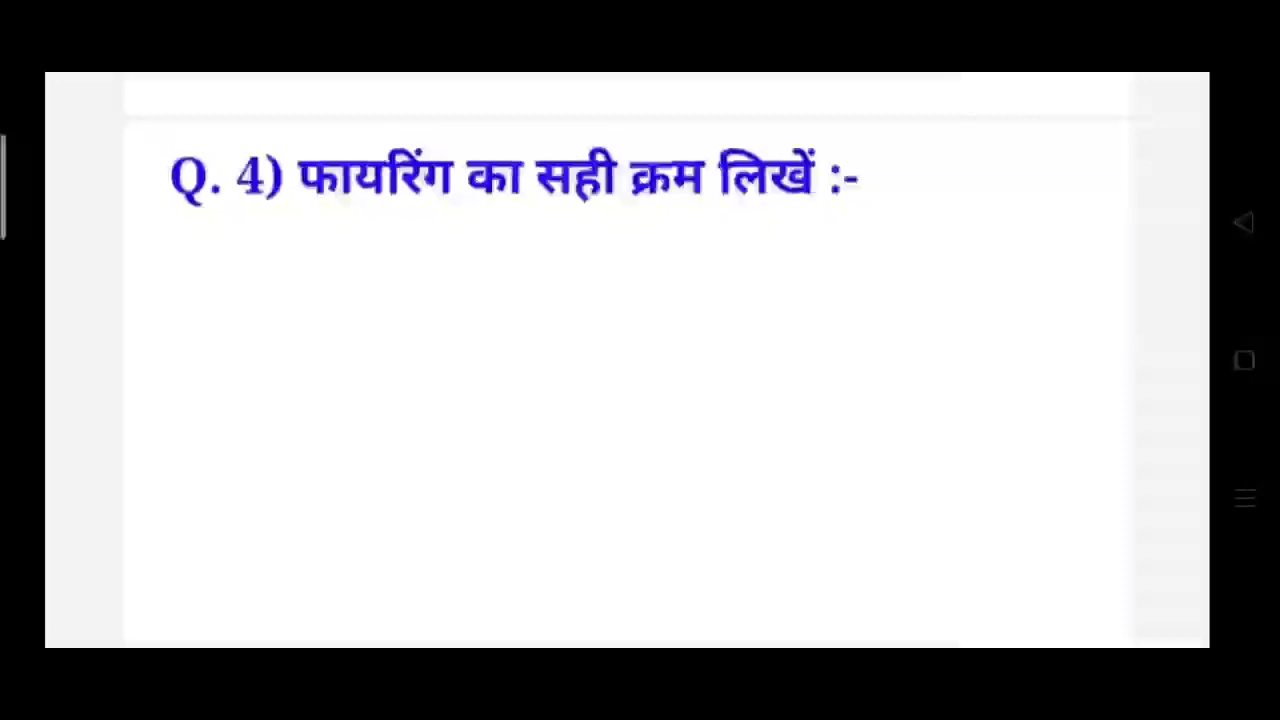 Q. 4) फायरिंग का सही क्रम लिखें :-